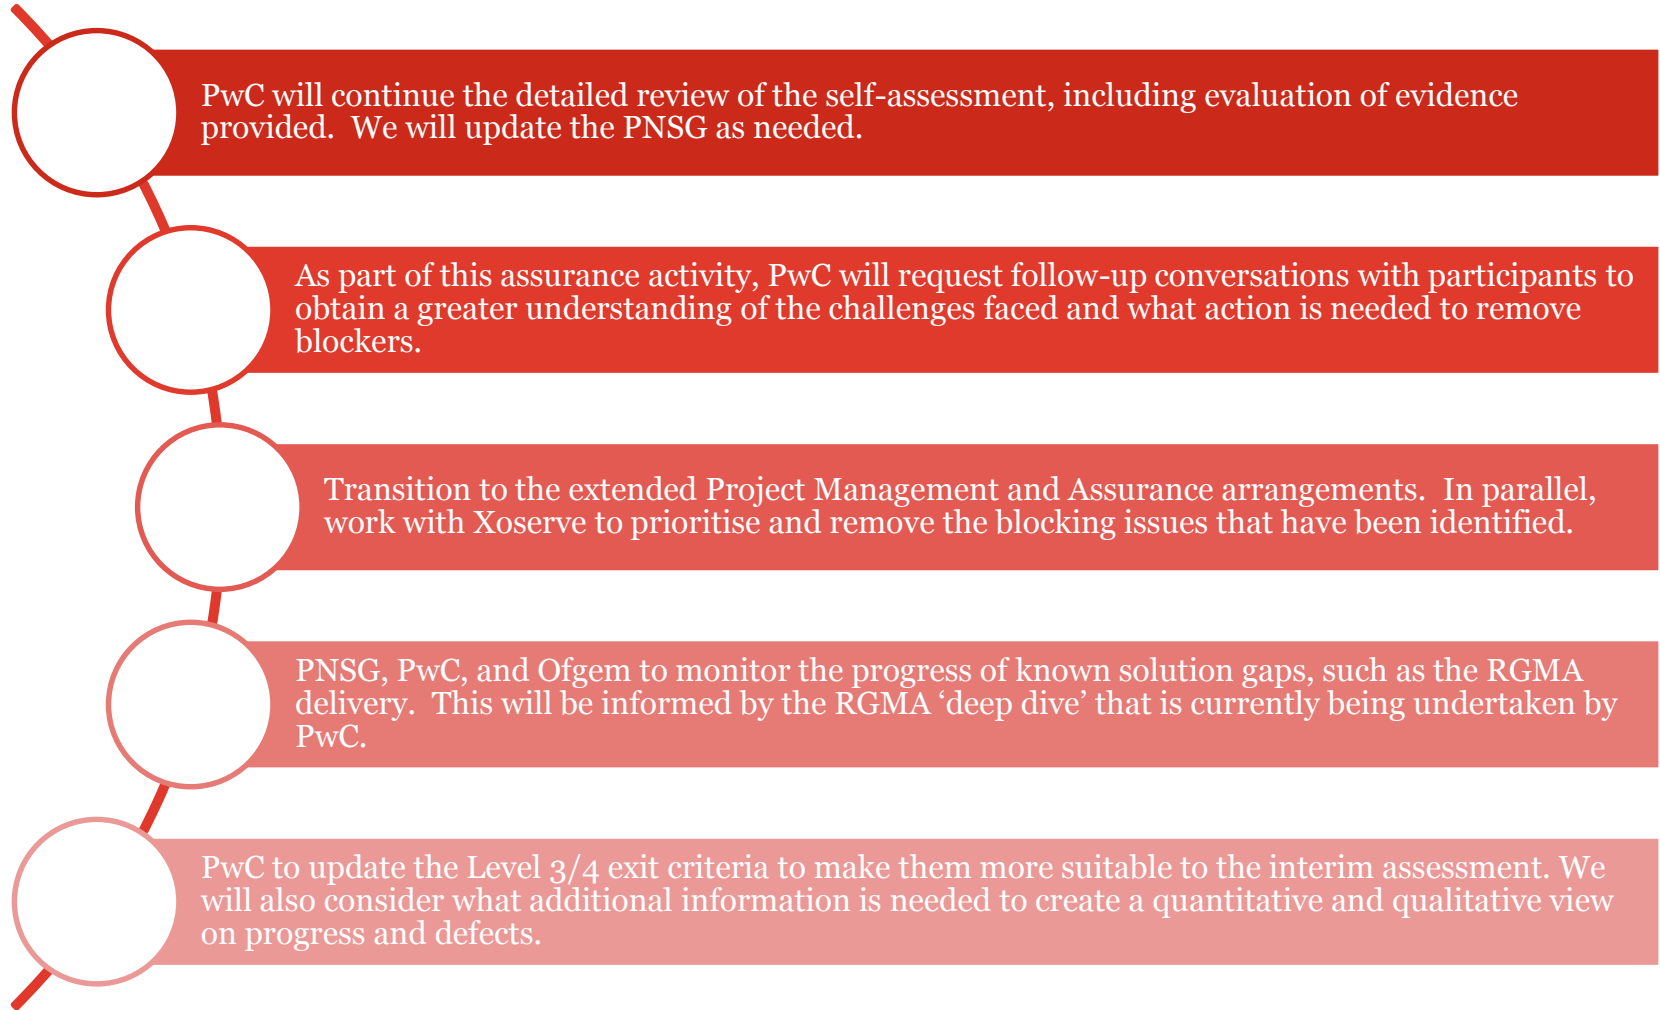 PwC will continue the detailed review of the self-assessment, including evaluation of evidence
provided.  We will update the PNSG as needed.
As part of this assurance activity, PwC will request follow-up conversations with participants to
obtain a greater understanding of the challenges faced and what action is needed to remove
blockers.
Transition to the extended Project Management and Assurance arrangements.  In parallel,
work with Xoserve to prioritise and remove the blocking issues that have been identified.
PNSG, PwC, and Ofgem to monitor the progress of known solution gaps, such as the RGMA
delivery.  This will be informed by the RGMA ‘deep dive’ that is currently being undertaken by
PwC.
PwC to update the Level 3/4 exit criteria to make them more suitable to the interim assessment. We
will also consider what additional information is needed to create a quantitative and qualitative view
on progress and defects.